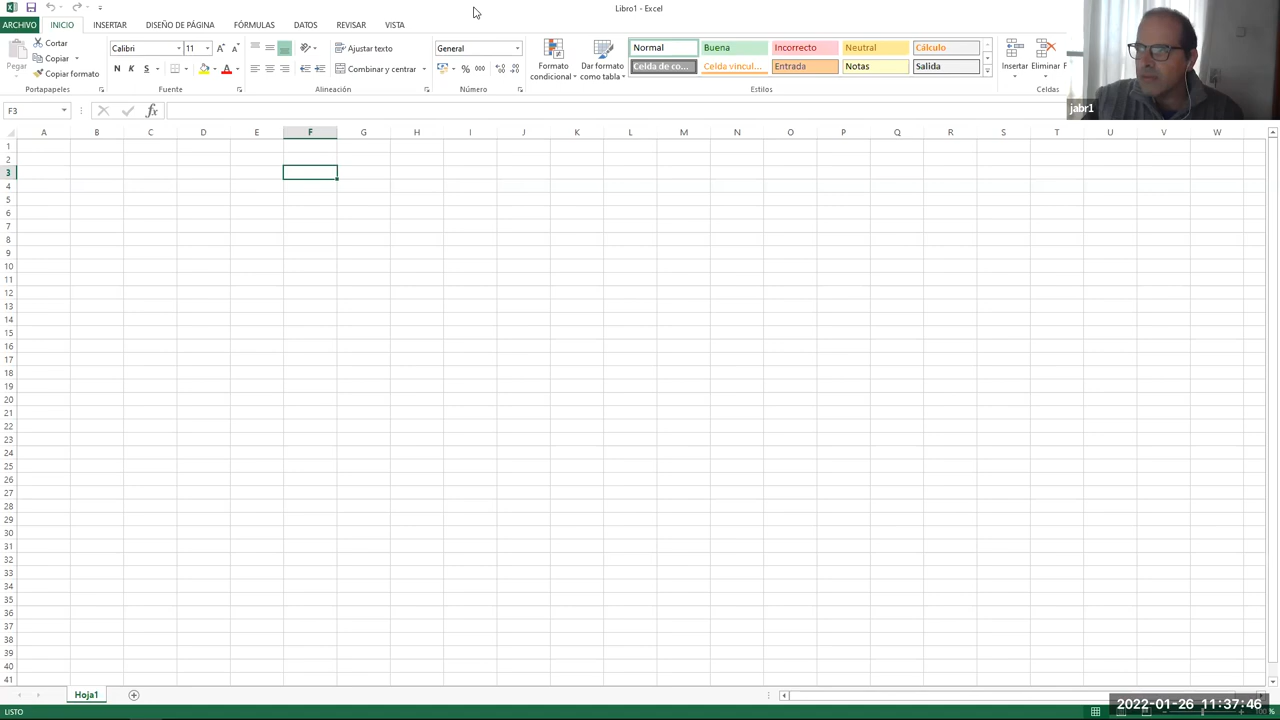 Libro1 - Excel
ARCHIVO INICIO INSERTAR DISEÑO DE PÁGINA FÓRMULAS DATOS REVISAR VISTA
Pegar
Cortar
Copiar
Copiar formato
Portapapeles
Calibri 11
N K S
Fuente
Ajustar texto
Combinar y centrar
Alineación
General
% 000
Número
Formato condicional
Dar formato como tabla
Normal Buena Incorrecto Neutral Cálculo
Celda de co... Celda vincul... Entrada Notas Salida
Estilos
Insertar Eliminar F
Celdas
jabr1
F3 fx
A B C D E F G H I J K L M N O P Q R S T U V W
1
2
3
4
5
6
7
8
9
10
11
12
13
14
15
16
17
18
19
20
21
22
23
24
25
26
27
28
29
30
31
32
33
34
35
36
37
38
39
40
41
Hoja1
LISTO
2022-01-26 11:37:46